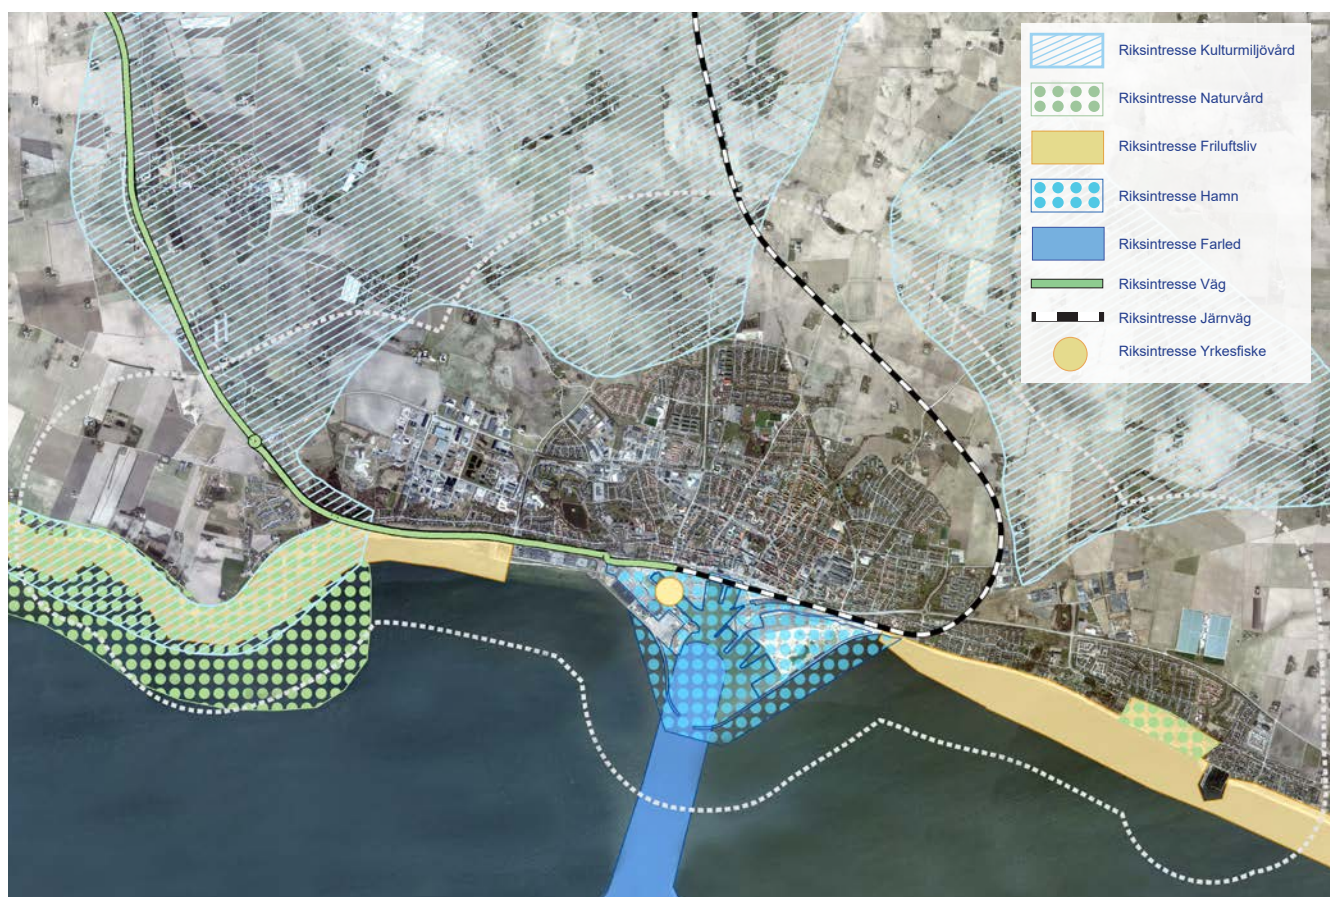 Riksintresse Kulturmiljövård
Riksintresse Naturvård
Riksintresse Friluftsliv
Riksintresse Hamn
Riksintresse Farled
Riksintresse Väg
Riksintresse Järnväg
Riksintresse Yrkesfiske